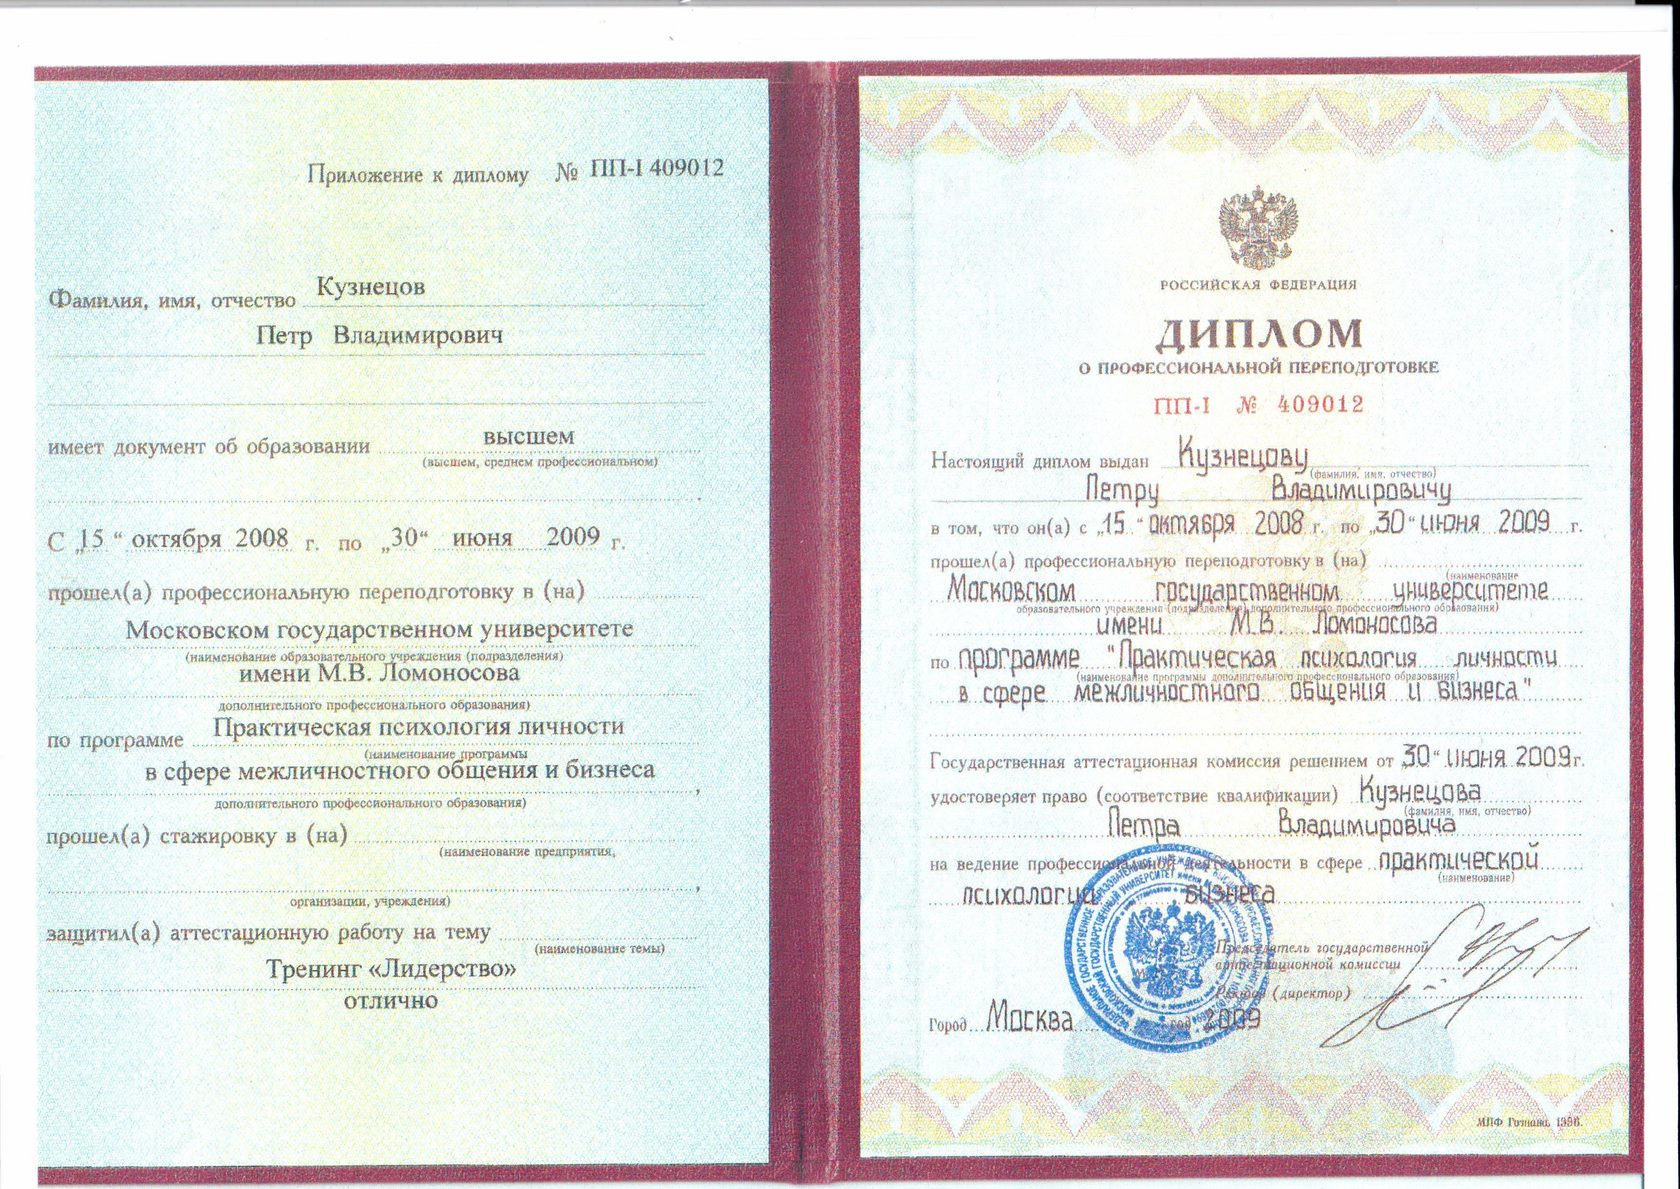 Приложение к диплому № ПП-I 409012
Фамилия, имя, отчество Кузнецов
Петр Владимирович
имеет документ об образовании высшем
(высшем, среднем профессиональном)
С „15“ октября 2008 г. по „30“ июня 2009 г.
прошел(а) профессиональную переподготовку в (на)
Московском государственном университете
(наименование образовательного учреждения (подразделения)
имени М.В. Ломоносова
дополнительного профессионального образования)
по программе Практическая психология личности
(наименование программы
в сфере межличностного общения и бизнеса,
дополнительного профессионального образования)
прошел(а) стажировку в (на)
(наименование предприятия,
,
организации, учреждения)
защитил(а) аттестационную работу на тему
(наименование темы)
Тренинг «Лидерство»
отлично
РОССИЙСКАЯ ФЕДЕРАЦИЯ
ДИПЛОМ
О ПРОФЕССИОНАЛЬНОЙ ПЕРЕПОДГОТОВКЕ
ПП-I № 409012
Настоящий диплом выдан Кузнецову
(фамилия, имя, отчество)
Петру Владимировичу
в том, что он(а) с „15“ октября 2008 г. по „30“ июня 2009 г.
прошел(а) профессиональную переподготовку в (на)
(наименование
Московском государственном университете
образовательного учреждения (подразделения) дополнительного профессионального образования)
имени М.В. Ломоносова
по программе "Практическая психология личности
(наименование программы дополнительного профессионального образования)
в сфере межличностного общения и бизнеса"
Государственная аттестационная комиссия решением от 30“ июня 2009г.
удостоверяет право (соответствие квалификации) Кузнецова
(фамилия, имя, отчество)
Петра Владимировича
на ведение профессиональной деятельности в сфере практической
(наименование)
психологии бизнеса
Председатель государственной
аттестационной комиссии
Ректор (директор)
Город Москва год 2009
МПФ Гознака. 1996.